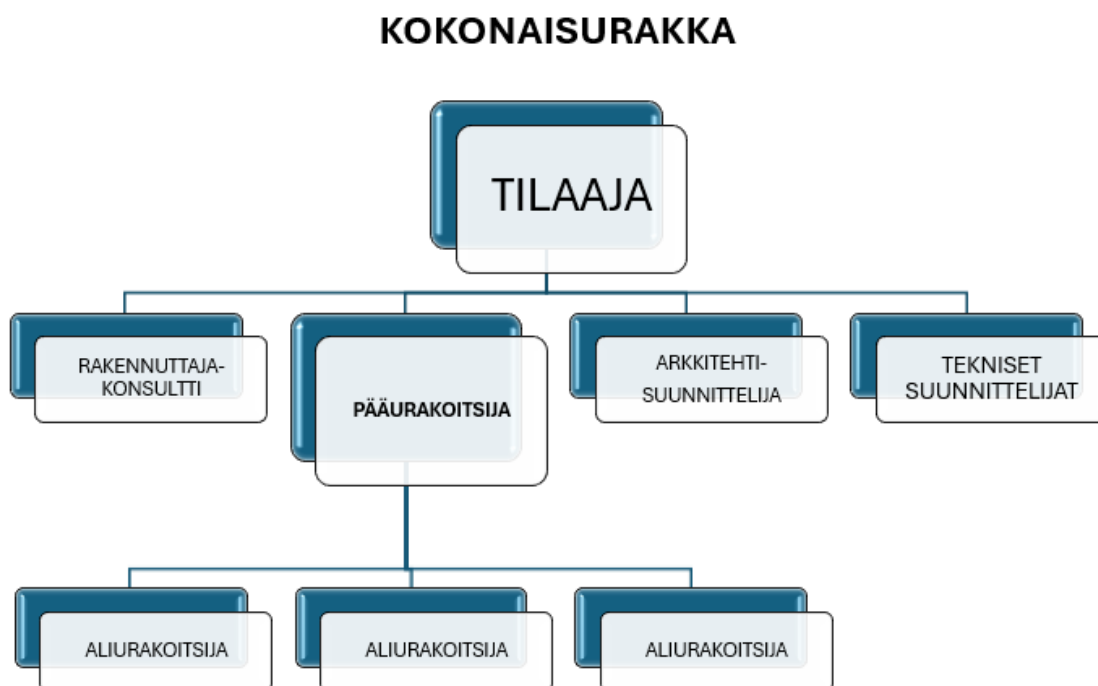 KOKONAISURAKKA
TILAAJA
RAKENNUTTAJA-
KONSULTTI
PÄÄURAKOITSIJA
ARKKITEHTI-
SUUNNITTELIJA
TEKNISET
SUUNNITTELIJAT
ALIURAKOITSIJA
ALIURAKOITSIJA
ALIURAKOITSIJA